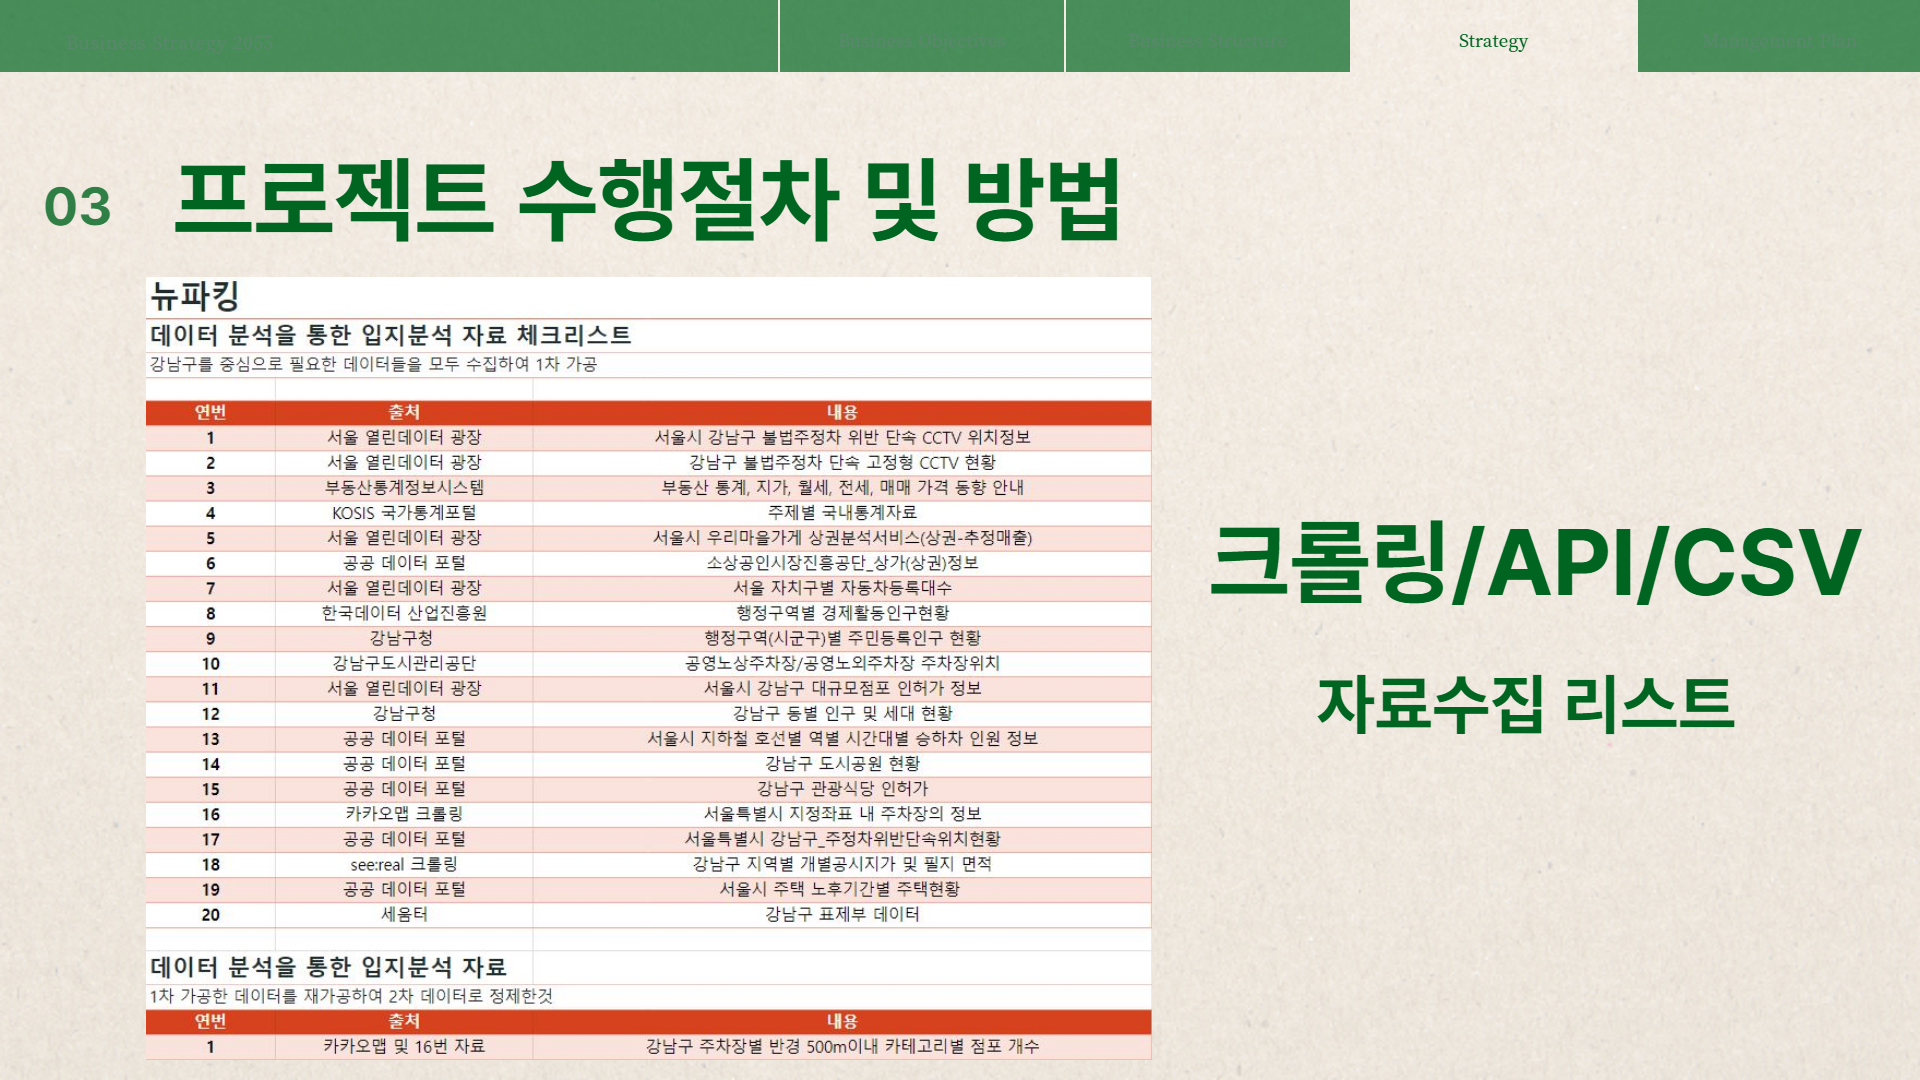 Business Strategy 2055
Strategy
Management Plan
03 프로젝트 수행절차 및 방법
뉴파킹
데이터 분석을 통한 입지분석 자료 체크리스트
강남구를 중심으로 필요한 데이터들을 모두 수집하여 1차 가공
연번 출처 내용
1 서울 열린데이터 광장 서울시 강남구 불법주정차 위반 단속 CCTV 위치정보
2 서울 열린데이터 광장 강남구 불법주정차 단속 고정형 CCTV 현황
3 부동산통계정보시스템 부동산 통계, 지가, 월세, 전세, 매매 가격 동향 안내
4 KOSIS 국가통계포털 주제별 국내통계자료
5 서울 열린데이터 광장 서울시 우리마을가게 상권분석서비스(상권-추정매출)
6 공공 데이터 포털 소상공인시장진흥공단_상가(상권)정보
7 서울 열린데이터 광장 서울 자치구별 자동차등록대수
8 한국데이터 산업진흥원 행정구역별 경제활동인구현황
9 강남구청 행정구역(시군구)별 주민등록인구 현황
10 강남구도시관리공단 공영노상주차장/공영노외주차장 주차장위치
11 서울 열린데이터 광장 서울시 강남구 대규모점포 인허가 정보
12 강남구청 강남구 동별 인구 및 세대 현황
13 공공 데이터 포털 서울시 지하철 호선별 역별 시간대별 승하차 인원 정보
14 공공 데이터 포털 강남구 도시공원 현황
15 공공 데이터 포털 강남구 관광식당 인허가
16 카카오맵 크롤링 서울특별시 지정좌표 내 주차장의 정보
17 공공 데이터 포털 서울특별시 강남구_주정차위반단속위치현황
18 see:real 크롤링 강남구 지역별 개별공시지가 및 필지 면적
19 공공 데이터 포털 서울시 주택 노후기간별 주택현황
20 세움터 강남구 표제부 데이터
데이터 분석을 통한 입지분석 자료
1차 가공한 데이터를 재가공하여 2차 데이터로 정제한것
연번 출처 내용
1 카카오맵 및 16번 자료 강남구 주차장별 반경 500m이내 카테고리별 점포 개수
크롤링/API/CSV
자료수집 리스트